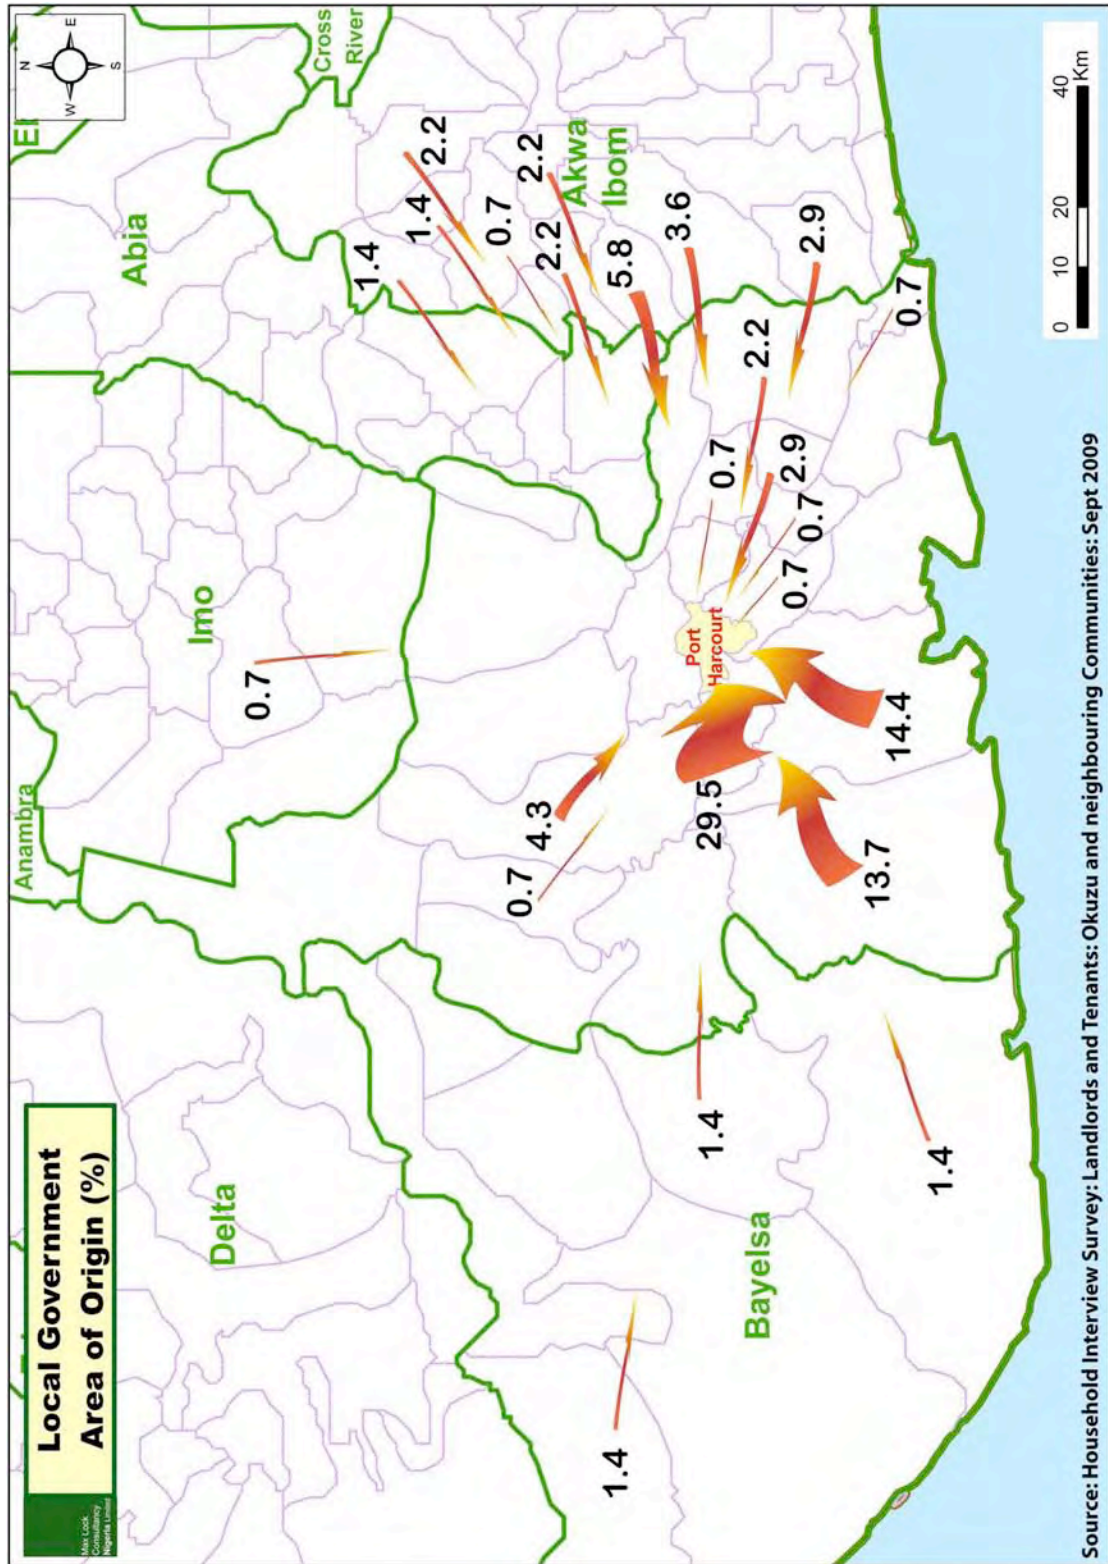 Local Government
Area of Origin (%)
Max Lock
Consultancy
Nigeria Limited
N
W
E
S
Anambra
Abia
Cross
River
Imo
Delta
Akwa
Ibom
Bayelsa
Port
Harcourt
0.7
1.4
1.4
2.2
0.7
2.2
2.2
5.8
3.6
2.9
0.7
2.2
0.7
2.9
0.7
0.7
4.3
0.7
29.5
14.4
13.7
1.4
1.4
1.4
0 10 20 40
Km
Source: Household Interview Survey: Landlords and Tenants: Okuzu and neighbouring Communities: Sept 2009